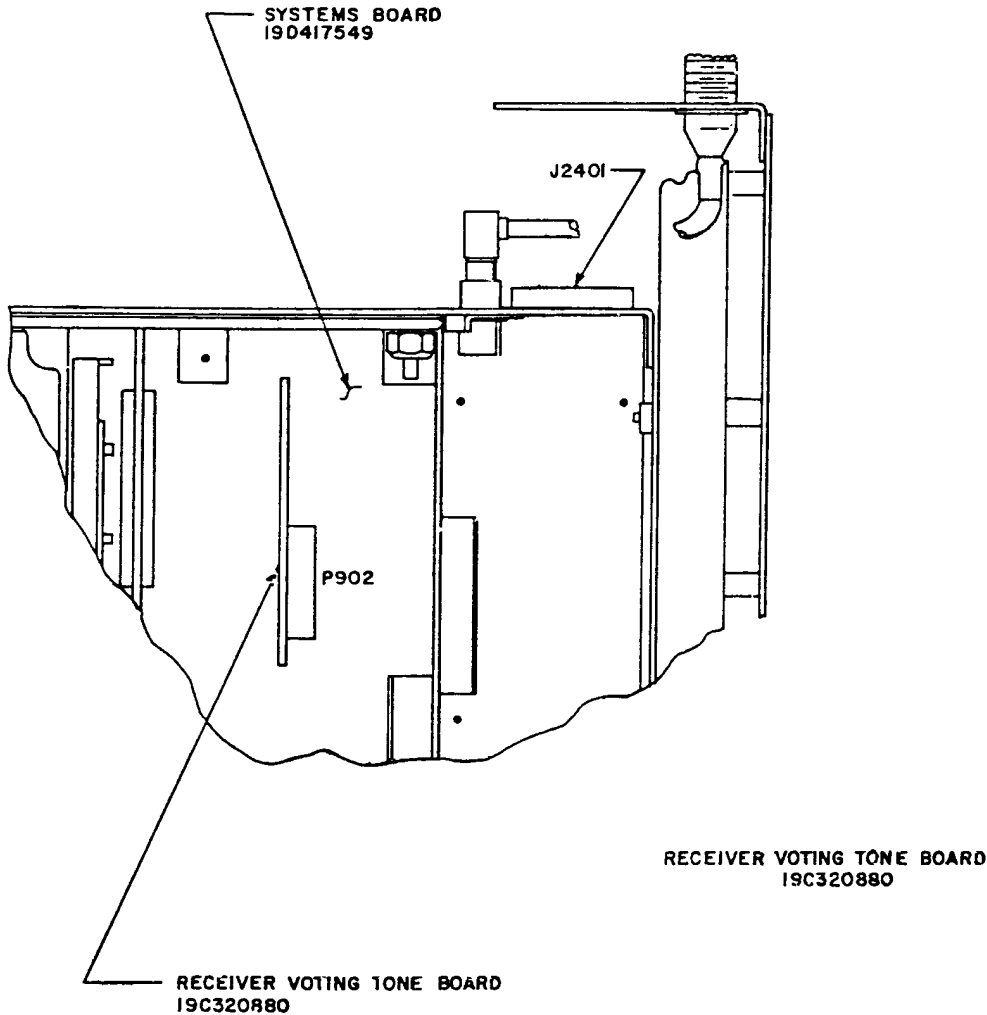 SYSTEMS BOARD
19D417549
J2401
P902
RECEIVER VOTING TONE BOARD
19C320880
RECEIVER VOTING TONE BOARD
19C320880